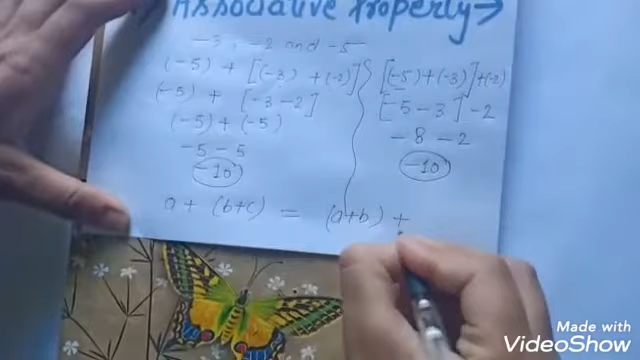 Associative Property →
-3, -2 and -5
(-5) + [(-3) + (-2)]
(-5) + [-3-2]
(-5) + (-5)
-5 - 5
-10
[(-5)+(-3)]+(-2)
[-5-3]-2
-8-2
-10
a + (b+c) = (a+b) +
Made with
VideoShow